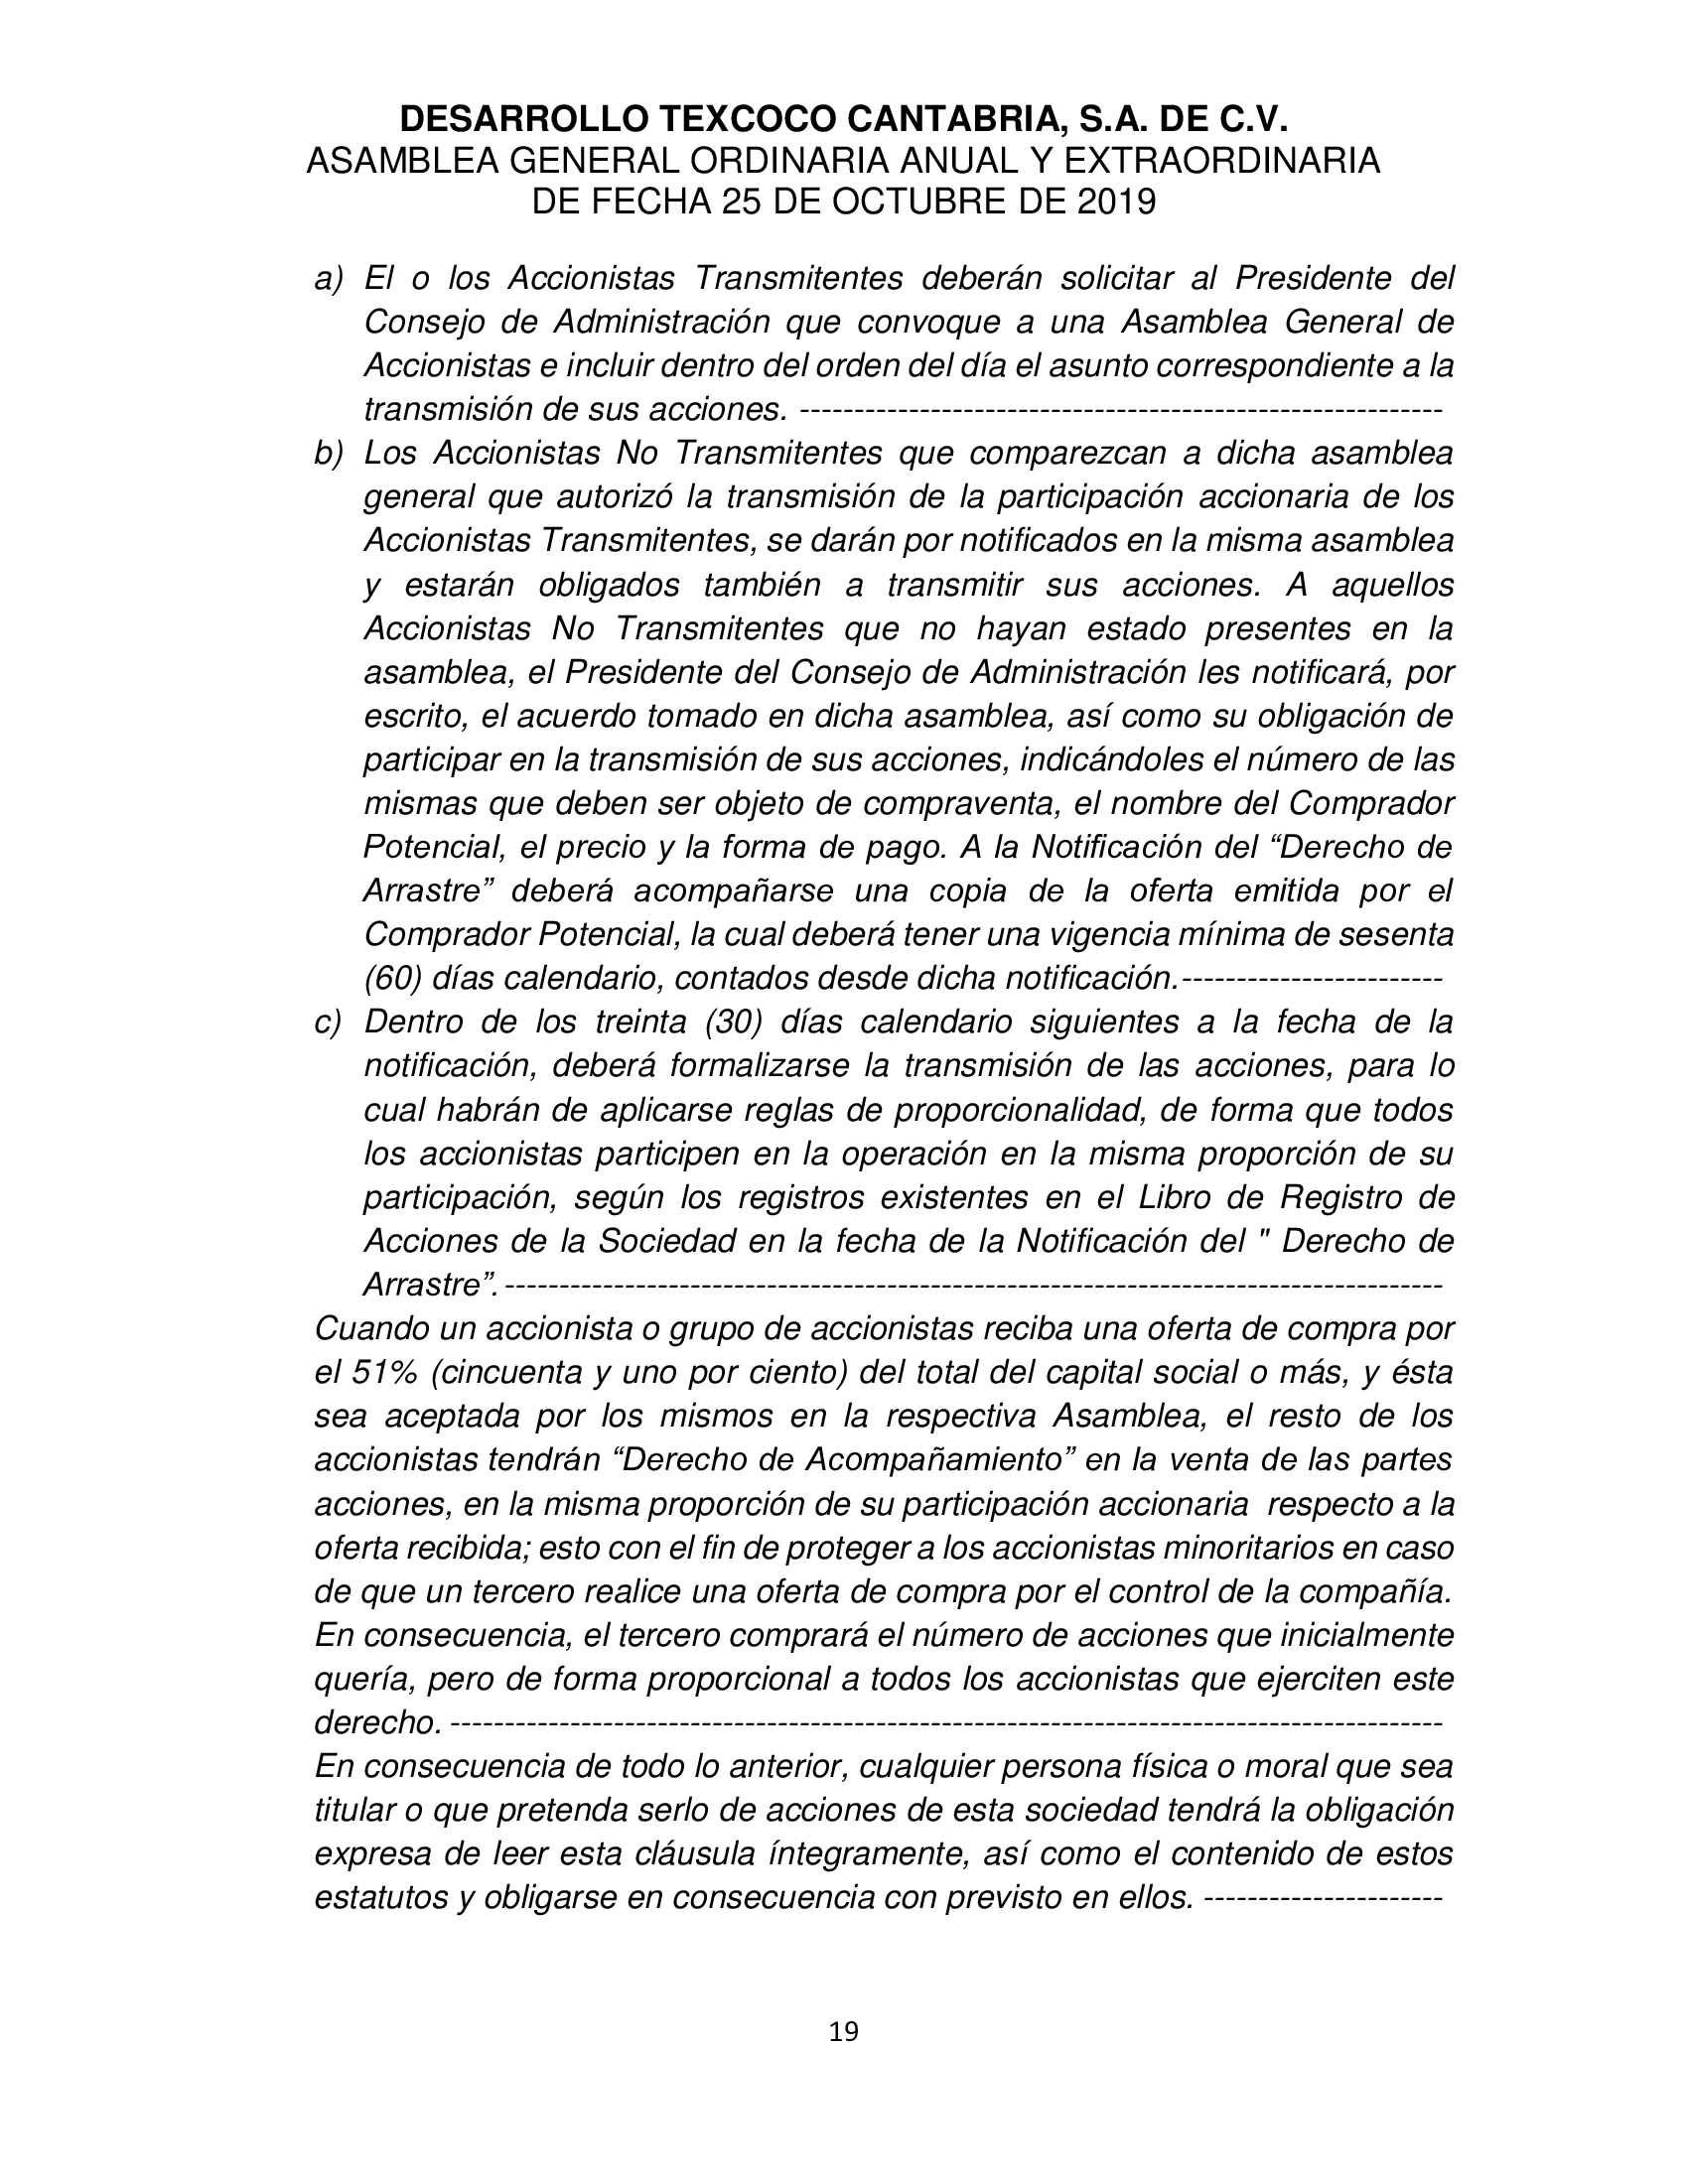 DESARROLLO TEXCOCO CANTABRIA, S.A. DE C.V.
ASAMBLEA GENERAL ORDINARIA ANUAL Y EXTRAORDINARIA
DE FECHA 25 DE OCTUBRE DE 2019
a) El o los Accionistas Transmitentes deberán solicitar al Presidente del
Consejo de Administración que convoque a una Asamblea General de
Accionistas e incluir dentro del orden del día el asunto correspondiente a la
transmisión de sus acciones. -----------------------------------------------------------
b) Los Accionistas No Transmitentes que comparezcan a dicha asamblea
general que autorizó la transmisión de la participación accionaria de los
Accionistas Transmitentes, se darán por notificados en la misma asamblea
y estarán obligados también a transmitir sus acciones. A aquellos
Accionistas No Transmitentes que no hayan estado presentes en la
asamblea, el Presidente del Consejo de Administración les notificará, por
escrito, el acuerdo tomado en dicha asamblea, así como su obligación de
participar en la transmisión de sus acciones, indicándoles el número de las
mismas que deben ser objeto de compraventa, el nombre del Comprador
Potencial, el precio y la forma de pago. A la Notificación del “Derecho de
Arrastre” deberá acompañarse una copia de la oferta emitida por el
Comprador Potencial, la cual deberá tener una vigencia mínima de sesenta
(60) días calendario, contados desde dicha notificación.------------------------
c) Dentro de los treinta (30) días calendario siguientes a la fecha de la
notificación, deberá formalizarse la transmisión de las acciones, para lo
cual habrán de aplicarse reglas de proporcionalidad, de forma que todos
los accionistas participen en la operación en la misma proporción de su
participación, según los registros existentes en el Libro de Registro de
Acciones de la Sociedad en la fecha de la Notificación del " Derecho de
Arrastre”.--------------------------------------------------------------------------------------
Cuando un accionista o grupo de accionistas reciba una oferta de compra por
el 51% (cincuenta y uno por ciento) del total del capital social o más, y ésta
sea aceptada por los mismos en la respectiva Asamblea, el resto de los
accionistas tendrán “Derecho de Acompañamiento” en la venta de las partes
acciones, en la misma proporción de su participación accionaria  respecto a la
oferta recibida; esto con el fin de proteger a los accionistas minoritarios en caso
de que un tercero realice una oferta de compra por el control de la compañía.
En consecuencia, el tercero comprará el número de acciones que inicialmente
quería, pero de forma proporcional a todos los accionistas que ejerciten este
derecho. -------------------------------------------------------------------------------------------
En consecuencia de todo lo anterior, cualquier persona física o moral que sea
titular o que pretenda serlo de acciones de esta sociedad tendrá la obligación
expresa de leer esta cláusula íntegramente, así como el contenido de estos
estatutos y obligarse en consecuencia con previsto en ellos. ----------------------
19